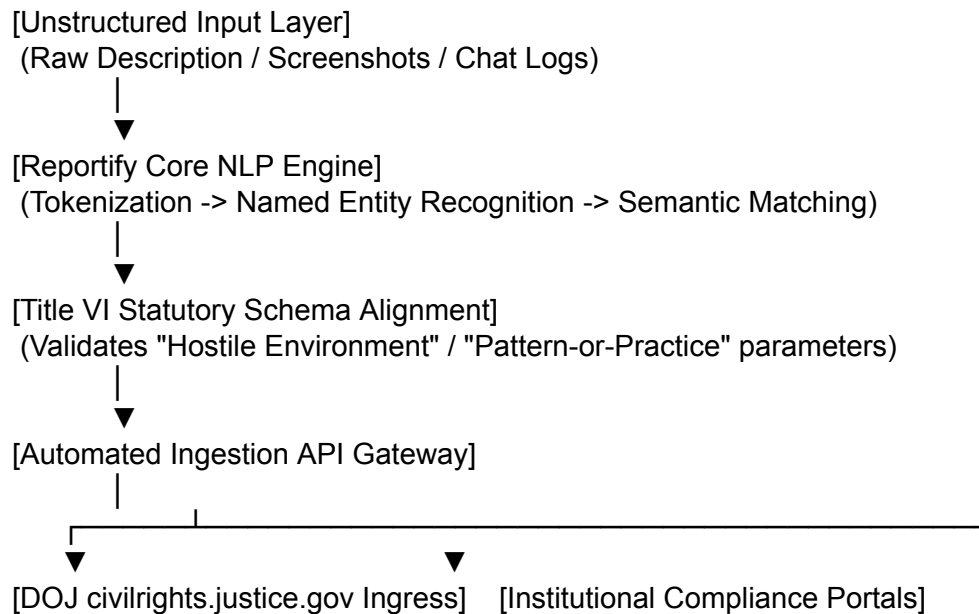 [Unstructured Input Layer]
(Raw Description / Screenshots / Chat Logs)
[Reportify Core NLP Engine]
(Tokenization -> Named Entity Recognition -> Semantic Matching)
[Title VI Statutory Schema Alignment]
(Validates "Hostile Environment" / "Pattern-or-Practice" parameters)
[Automated Ingestion API Gateway]
[DOJ civilrights.justice.gov Ingress] [Institutional Compliance Portals]